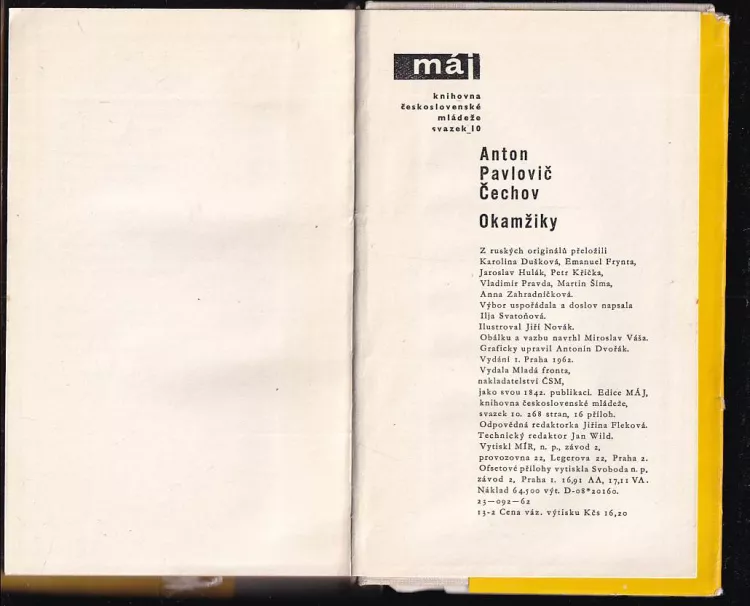 máj
knihovna
československé
mládeže
svazek_10
Anton
Pavlovič
Čechov
Okamžiky
Z ruských originálů přeložili
Karolina Dušková, Emanuel Frynta,
Jaroslav Hulák, Petr Křička,
Vladimír Pravda, Martin Šíma,
Anna Zahradníčková.
Výbor uspořádala a doslov napsala
Ilja Svatoňová.
Ilustroval Jiří Novák.
Obálku a vazbu navrhl Miroslav Váša.
Graficky upravil Antonín Dvořák.
Vydání 1. Praha 1962.
Vydala Mladá fronta,
nakladatelství ČSM,
jako svou 1842. publikaci. Edice MÁJ,
knihovna československé mládeže,
svazek 10. 268 stran, 16 příloh.
Odpovědná redaktorka Jiřina Fleková.
Technický redaktor Jan Wild.
Vytiskl MÍR, n. p., závod 2,
provozovna 22, Legerova 22, Praha 2.
Ofsetové přílohy vytiskla Svoboda n. p.
závod 2, Praha 1. 16,91 AA, 17,11 VA.
Náklad 64.500 výt. D-08*20160.
23—092—62
13-2 Cena váz. výtisku Kčs 16,20